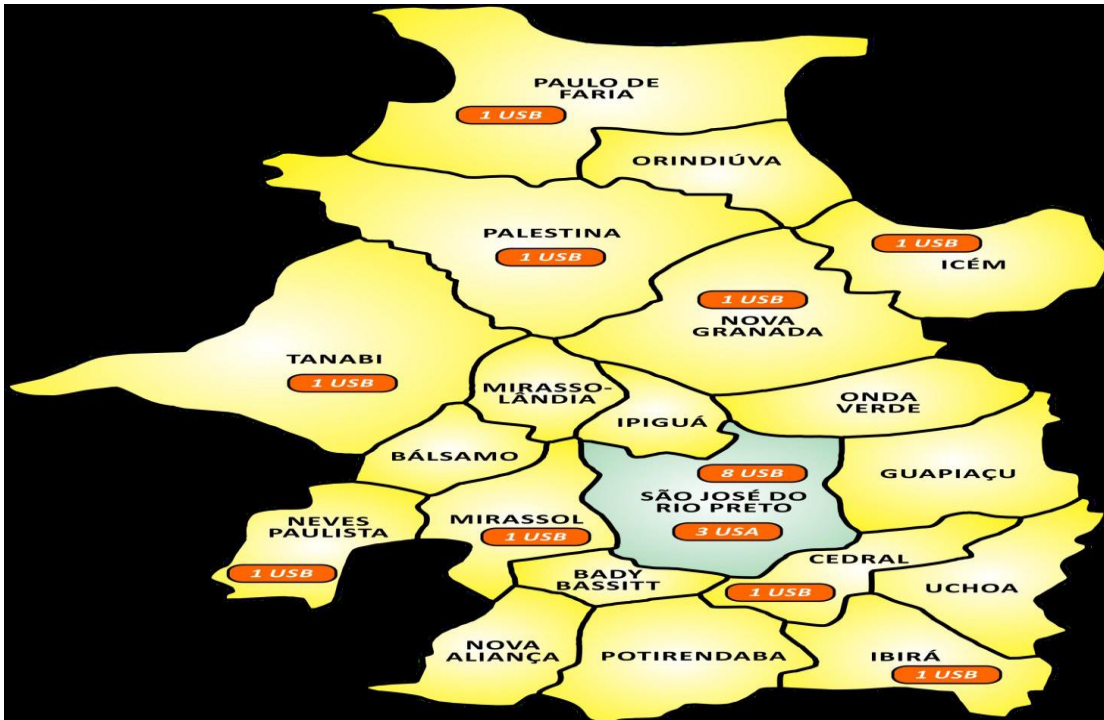 PAULO DE
FARIA
1 USB
ORINDIÚVA
PALESTINA
1 USB
1 USB
ICÉM
1 USB
NOVA
GRANADA
TANABI
1 USB
MIRASSO-
LÂNDIA
ONDA
VERDE
IPIGUÁ
BÁLSAMO
GUAPIAÇU
8 USB
SÃO JOSÉ DO
RIO PRETO
3 USA
NEVES
PAULISTA
1 USB
MIRASSOL
1 USB
CEDRAL
1 USB
BADY
BASSITT
UCHOA
NOVA
ALIANÇA
POTIRENDABA
IBIRÁ
1 USB